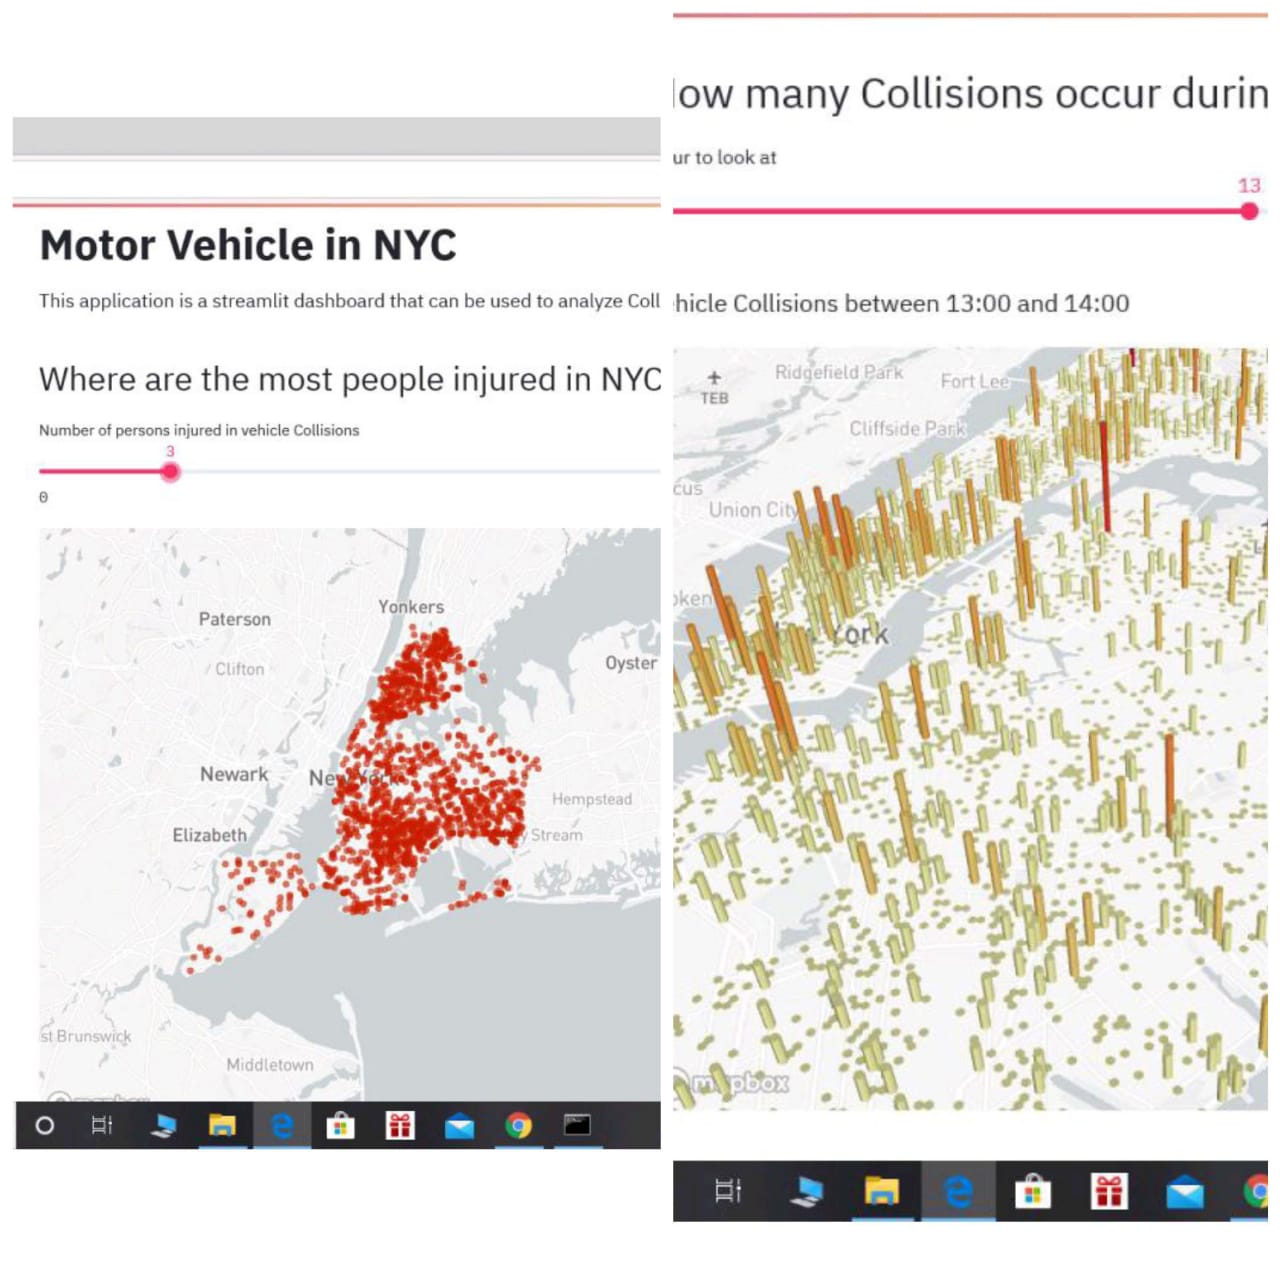 Motor Vehicle in NYC
This application is a streamlit dashboard that can be used to analyze Coll
Where are the most people injured in NYC
Number of persons injured in vehicle Collisions
3
0
Yonkers
Paterson
Clifton
Oyster
Newark
New York
Hempstead
Elizabeth
Stream
st Brunswick
Middletown
mapbox
ow many Collisions occur durin
ur to look at
13
hicle Collisions between 13:00 and 14:00
Ridgefield Park
Fort Lee
TEB
Cliffside Park
cus
Union City
oken
York
mapbox